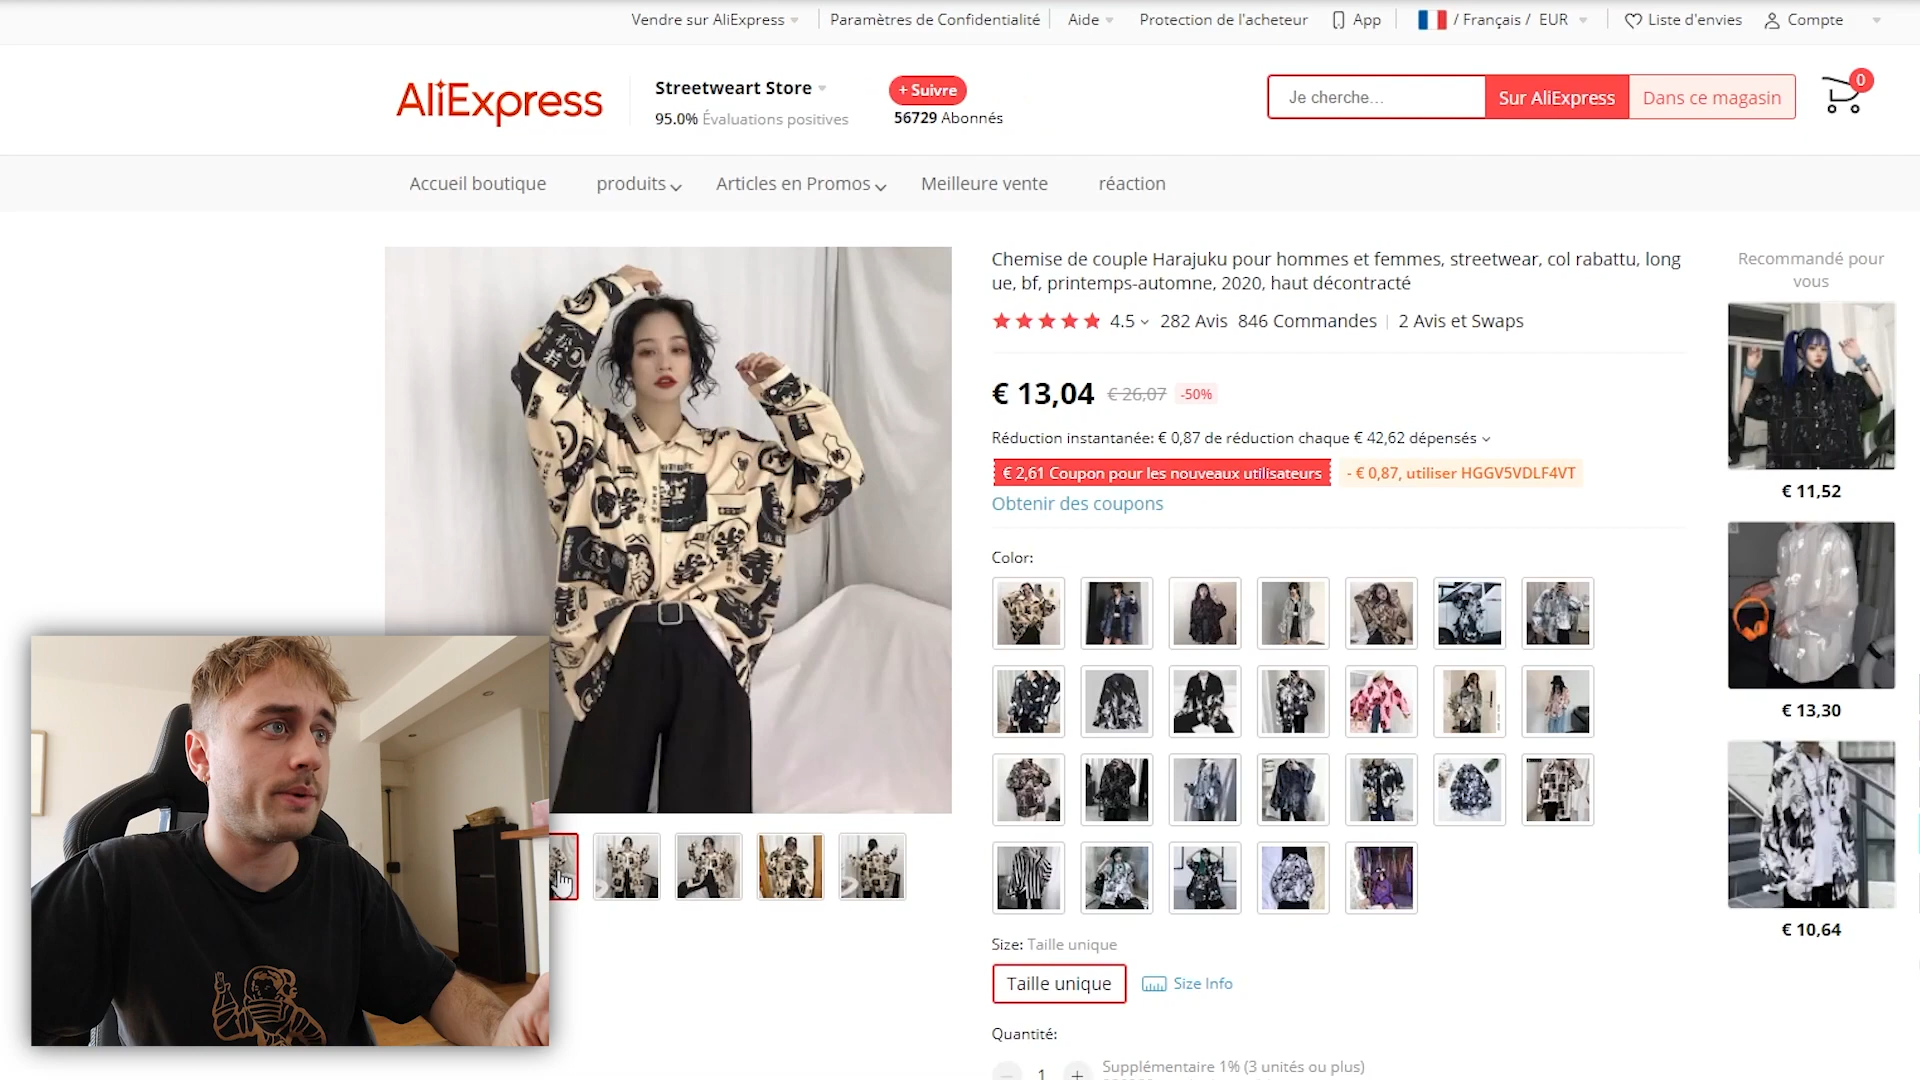 Vendre sur AliExpress
Paramètres de Confidentialité
Aide
Protection de l'acheteur
App
/ Français / EUR
Liste d'envies
Compte
AliExpress
Streetweart Store
95.0% Évaluations positives
+ Suivre
56729 Abonnés
Je cherche...
Sur AliExpress
Dans ce magasin
0
Accueil boutique
produits
Articles en Promos
Meilleure vente
réaction
Chemise de couple Harajuku pour hommes et femmes, streetwear, col rabattu, long
ue, bf, printemps-automne, 2020, haut décontracté
4.5
282 Avis
846 Commandes
2 Avis et Swaps
€ 13,04
€ 26,07
-50%
Réduction instantanée: € 0,87 de réduction chaque € 42,62 dépensés
€ 2,61 Coupon pour les nouveaux utilisateurs
- € 0,87, utiliser HGGV5VDLF4VT
Obtenir des coupons
Color:
Size: Taille unique
Taille unique
Size Info
Quantité:
1
+
Supplémentaire 1% (3 unités ou plus)
Recommandé pour
vous
€ 11,52
€ 13,30
€ 10,64